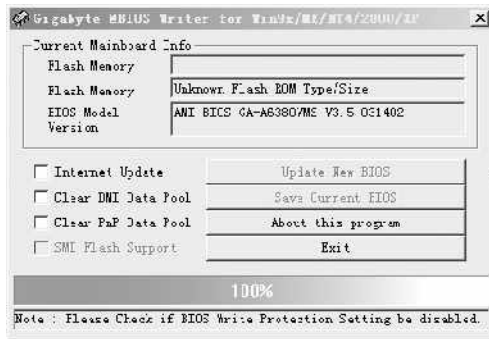 Gigabyte @BIOS Writer for Win9x/ME/NT4/2000/XP
Current Mainboard Info
Flash Memory
Flash Memory Unknown Flash ROM Type/Size
BIOS Model AMI BIOS GA-A6380VMS V3.5 031402
Version
Internet Update Update New BIOS
Clear DMI Data Pool Save Current BIOS
Clear PnP Data Pool About this program
SMI Flash Support Exit
100%
Note : Please Check if BIOS Write Protection Setting be disabled.